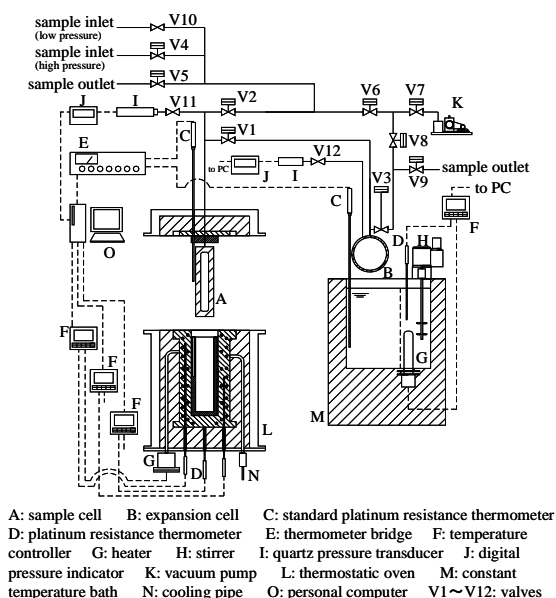 sample inlet
(low pressure)
V10
sample inlet
(high pressure)
V4
sample outlet
V5
J
I
V11
V2
V6
V7
K
E
C
V1
V8
to PC
J
I
V12
V3
V9
sample outlet
to PC
C
D
H
F
O
B
A
F
G
F
F
M
L
G
D
N
A: sample cell B: expansion cell C: standard platinum resistance thermometer
D: platinum resistance thermometer E: thermometer bridge F: temperature
controller G: heater H: stirrer I: quartz pressure transducer J: digital
pressure indicator K: vacuum pump L: thermostatic oven M: constant
temperature bath N: cooling pipe O: personal computer V1～V12: valves